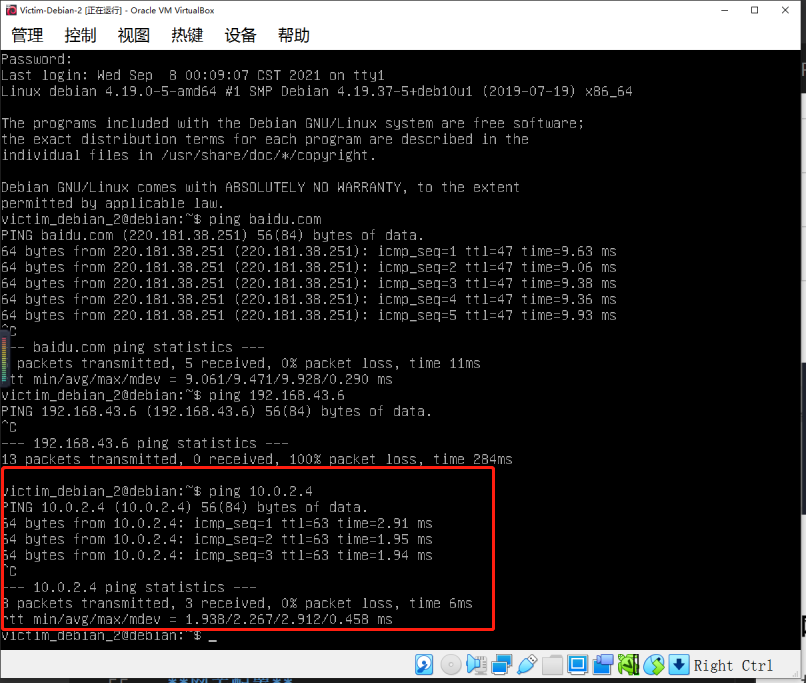 Victim-Debian-2 [正在运行] - Oracle VM VirtualBox
管理 控制 视图 热键 设备 帮助
Password:
Last login: Wed Sep  8 00:09:07 CST 2021 on tty1
Linux debian 4.19.0-5-amd64 #1 SMP Debian 4.19.37-5+deb10u1 (2019-07-19) x86_64
The programs included with the Debian GNU/Linux system are free software;
the exact distribution terms for each program are described in the
individual files in /usr/share/doc/*/copyright.
Debian GNU/Linux comes with ABSOLUTELY NO WARRANTY, to the extent
permitted by applicable law.
victim_debian_2@debian:~$ ping baidu.com
PING baidu.com (220.181.38.251) 56(84) bytes of data.
64 bytes from 220.181.38.251 (220.181.38.251): icmp_seq=1 ttl=47 time=9.63 ms
64 bytes from 220.181.38.251 (220.181.38.251): icmp_seq=2 ttl=47 time=9.06 ms
64 bytes from 220.181.38.251 (220.181.38.251): icmp_seq=3 ttl=47 time=9.38 ms
64 bytes from 220.181.38.251 (220.181.38.251): icmp_seq=4 ttl=47 time=9.36 ms
64 bytes from 220.181.38.251 (220.181.38.251): icmp_seq=5 ttl=47 time=9.93 ms
^C
-- baidu.com ping statistics ---
packets transmitted, 5 received, 0% packet loss, time 11ms
tt min/avg/max/mdev = 9.061/9.471/9.928/0.290 ms
victim_debian_2@debian:~$ ping 192.168.43.6
PING 192.168.43.6 (192.168.43.6) 56(84) bytes of data.
^C
--- 192.168.43.6 ping statistics ---
13 packets transmitted, 0 received, 100% packet loss, time 284ms
victim_debian_2@debian:~$ ping 10.0.2.4
PING 10.0.2.4 (10.0.2.4) 56(84) bytes of data.
64 bytes from 10.0.2.4: icmp_seq=1 ttl=63 time=2.91 ms
64 bytes from 10.0.2.4: icmp_seq=2 ttl=63 time=1.95 ms
64 bytes from 10.0.2.4: icmp_seq=3 ttl=63 time=1.94 ms
^C
--- 10.0.2.4 ping statistics ---
3 packets transmitted, 3 received, 0% packet loss, time 6ms
rtt min/avg/max/mdev = 1.938/2.267/2.912/0.458 ms
victim_debian_2@debian:~$ _
Right Ctrl